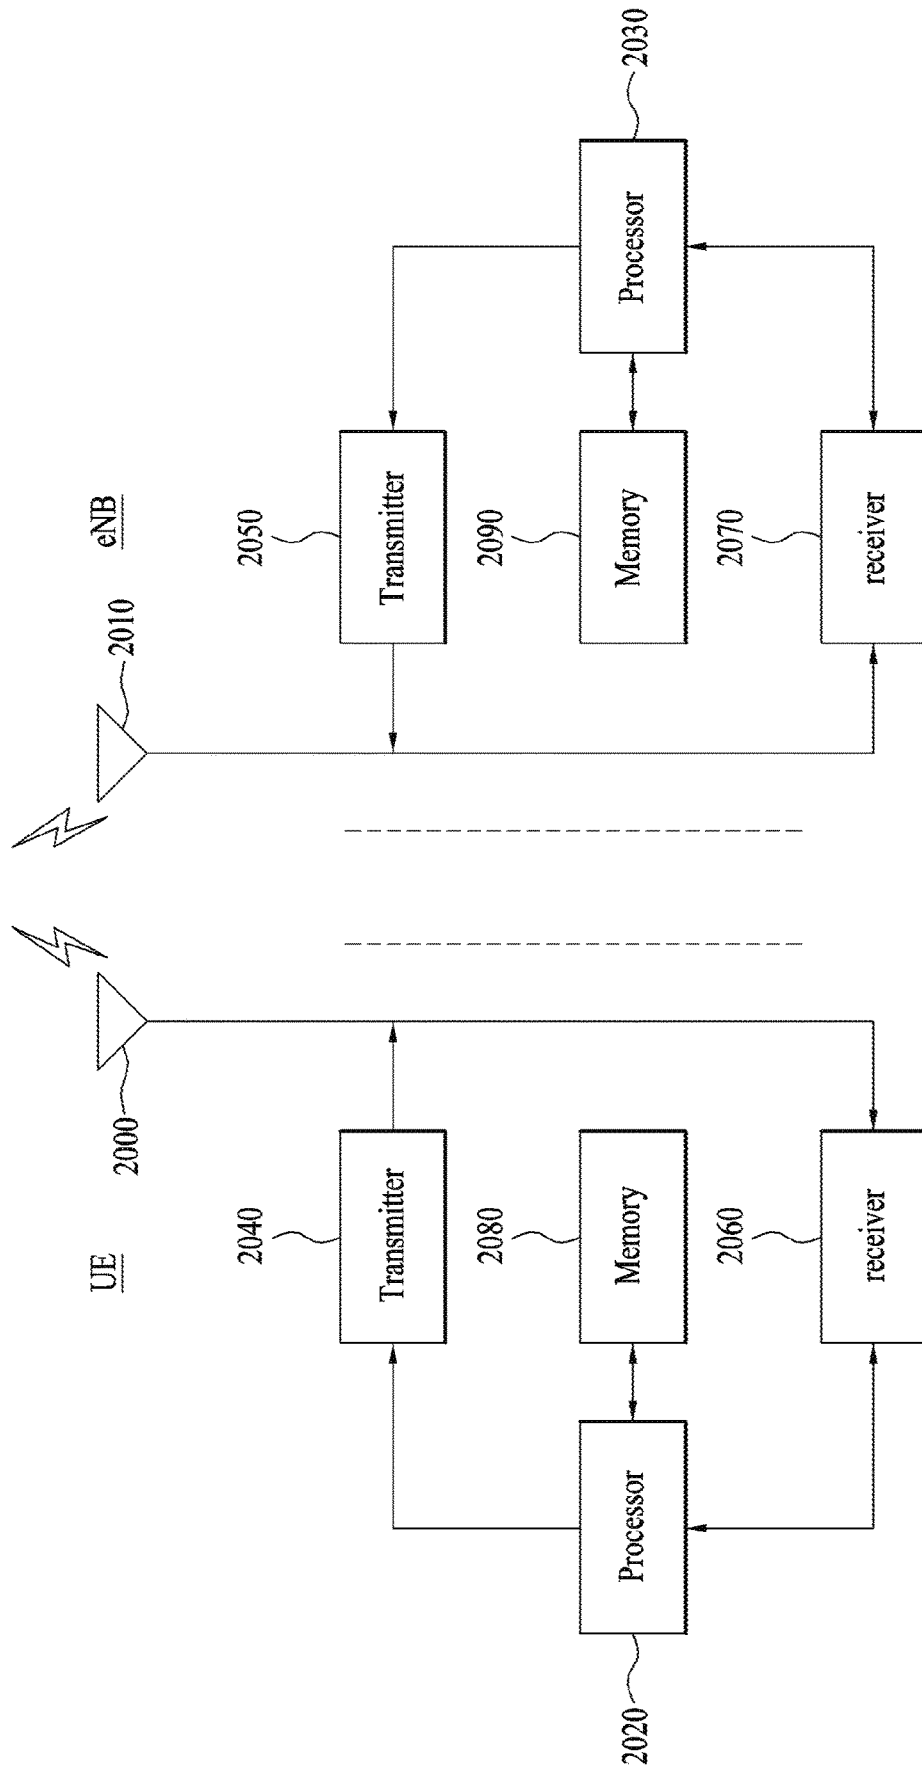 UE
eNB
2000
2010
2040
Transmitter
2050
Transmitter
2080
Memory
2090
Memory
2020
Processor
2030
Processor
2060
receiver
2070
receiver